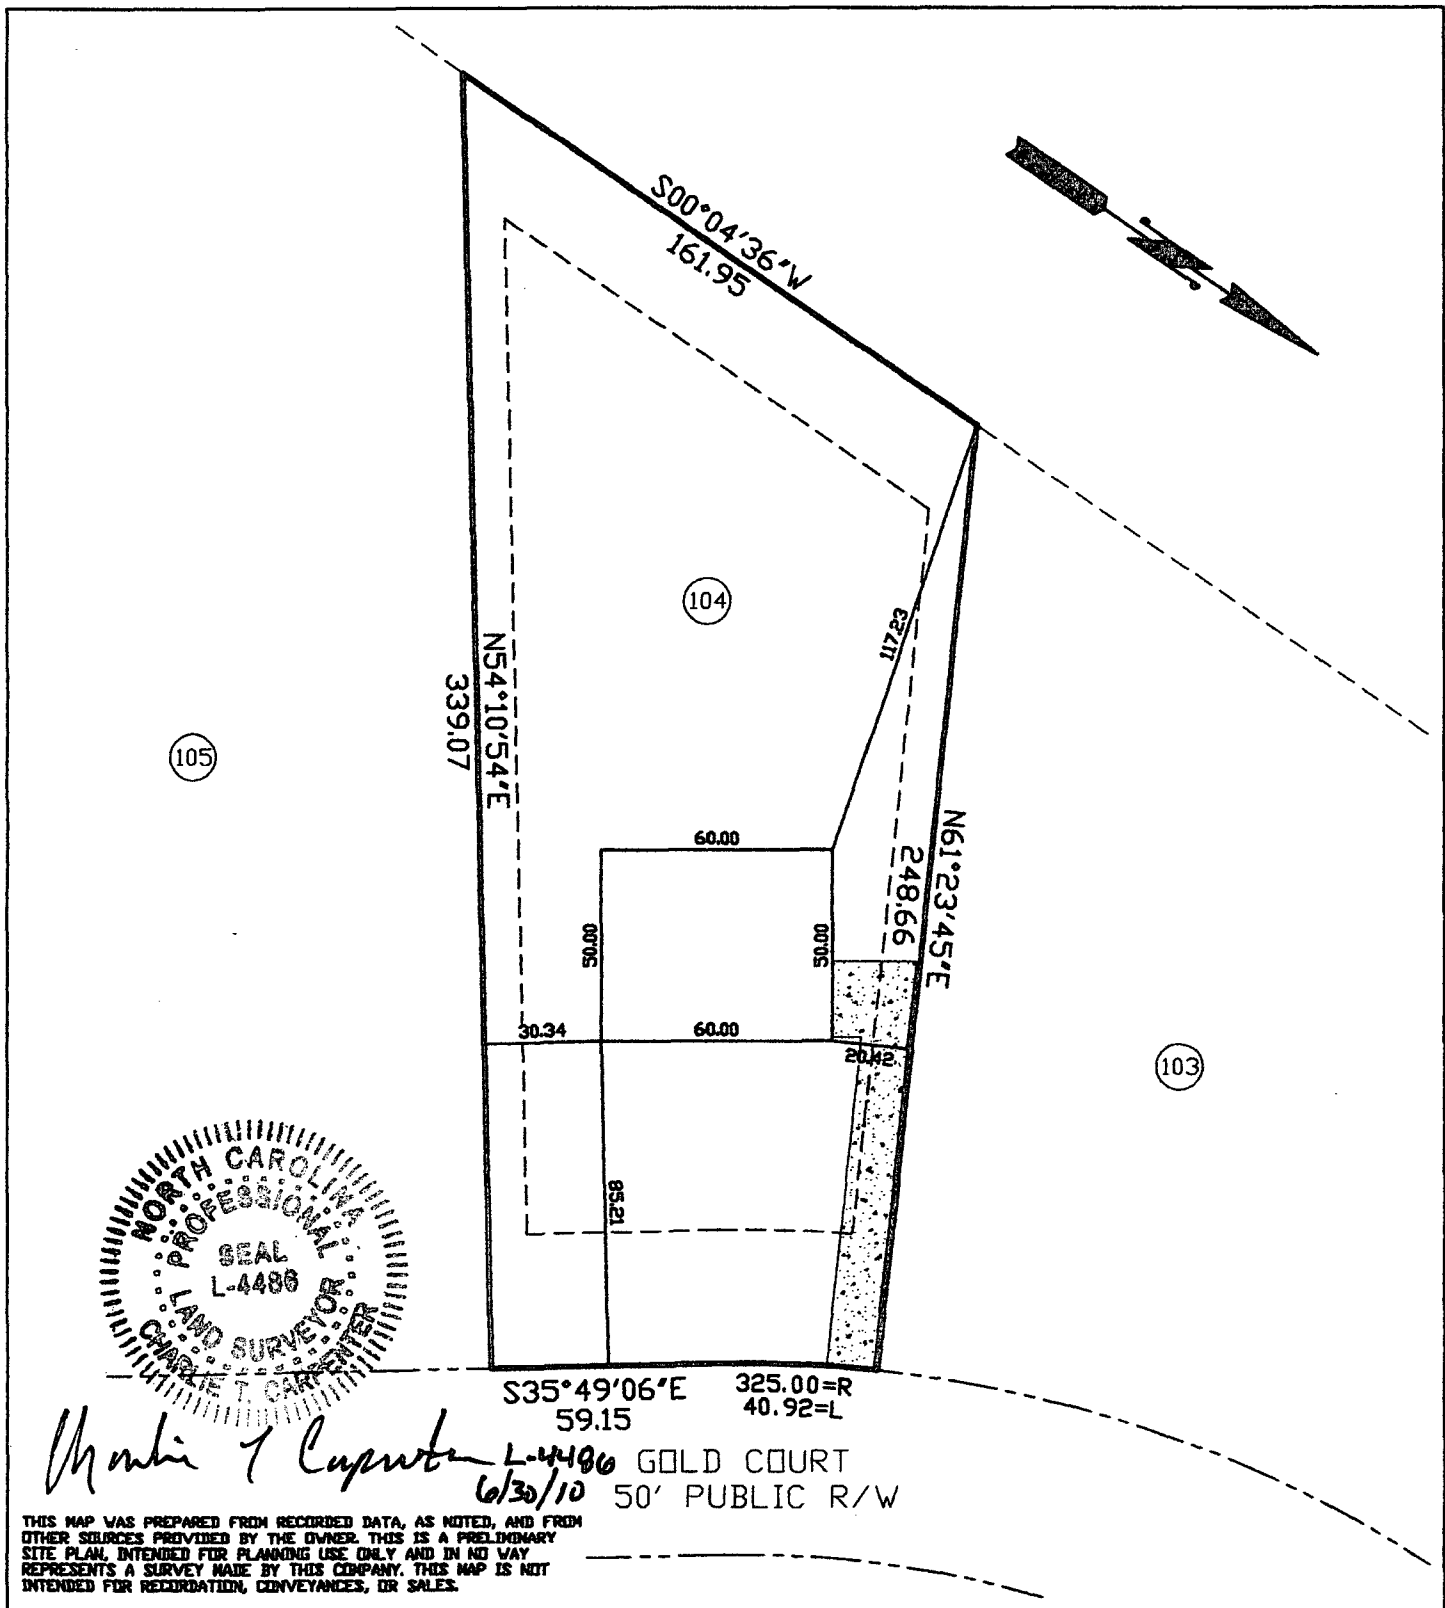 S00°04'36"W
161.95
104
117.23
N54°10'54"E
339.07
105
60.00
N61°23'45"E
248.66
50.00
50.00
30.34
60.00
20.42
103
85.21
NORTH CAROLINA
PROFESSIONAL
SEAL
L-4486
LAND SURVEYOR
CHARLIE T. CARPENTER
S35°49'06"E
59.15
325.00=R
40.92=L
L-4486
6/30/10
GOLD COURT
50' PUBLIC R/W
THIS MAP WAS PREPARED FROM RECORDED DATA, AS NOTED, AND FROM
OTHER SOURCES PROVIDED BY THE OWNER. THIS IS A PRELIMINARY
SITE PLAN, INTENDED FOR PLANNING USE ONLY AND IN NO WAY
REPRESENTS A SURVEY MADE BY THIS COMPANY. THIS MAP IS NOT
INTENDED FOR RECORDATION, CONVEYANCES, OR SALES.